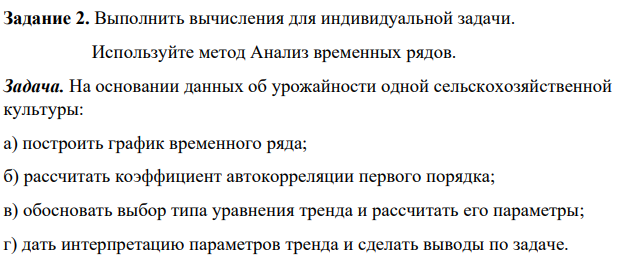 Задание 2. Выполнить вычисления для индивидуальной задачи.
Используйте метод Анализ временных рядов.
Задача. На основании данных об урожайности одной сельскохозяйственной
культуры:
а) построить график временного ряда;
б) рассчитать коэффициент автокорреляции первого порядка;
в) обосновать выбор типа уравнения тренда и рассчитать его параметры;
г) дать интерпретацию параметров тренда и сделать выводы по задаче.